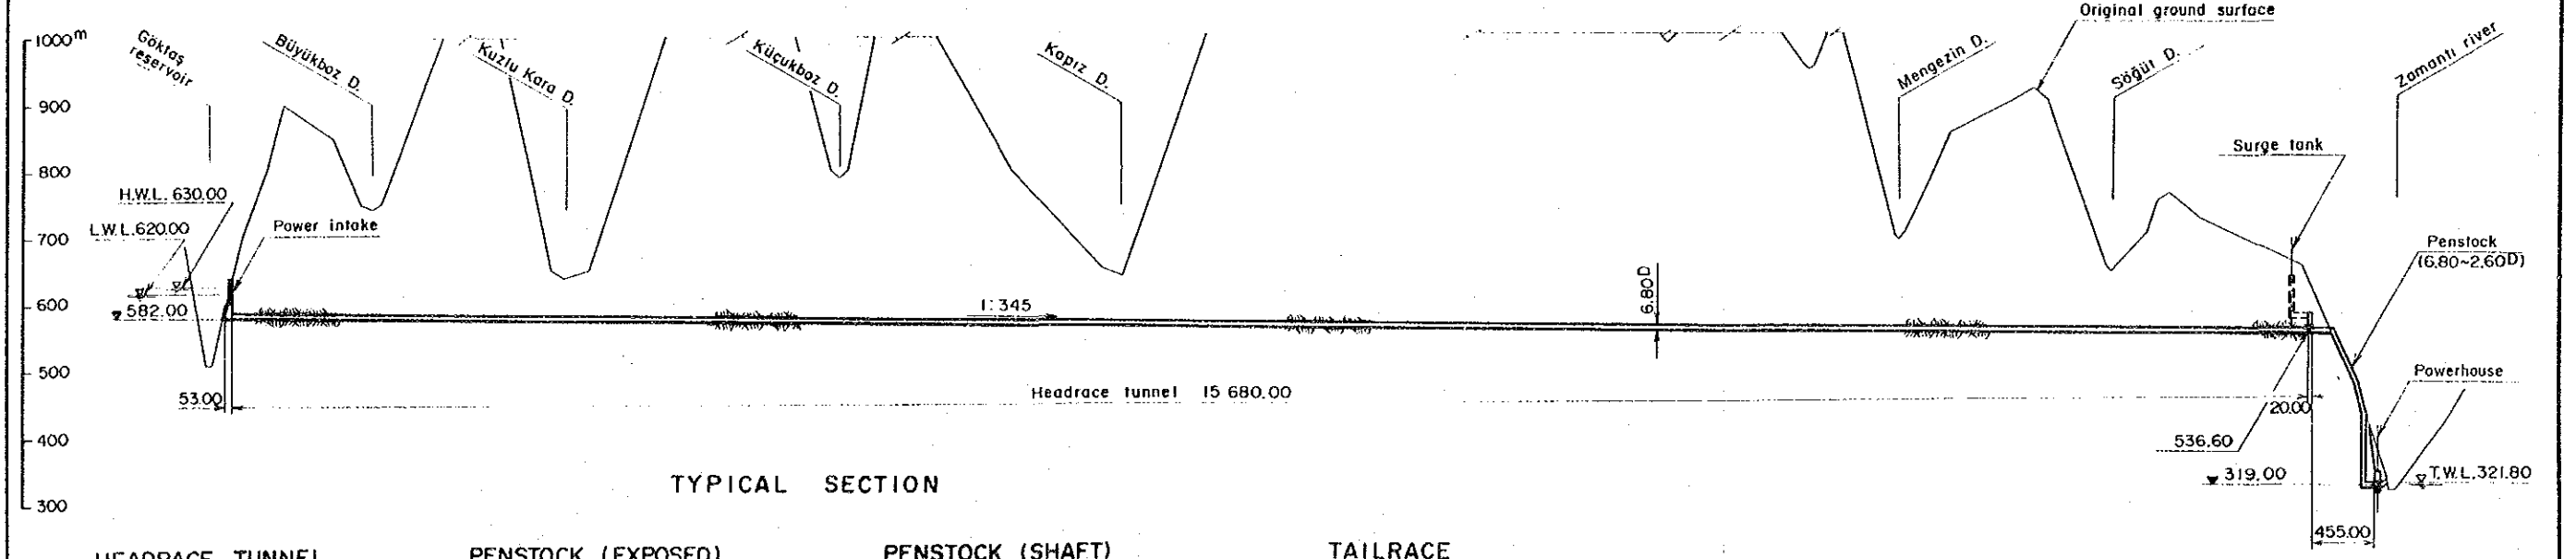 1000m
900
800
700
600
500
400
300
Göktaş
reservoir
Büyükboz D.
Kuzlu Kara D.
Küçükboz D.
Kapız D.
Mengezin D.
Original ground surface
Söğüt D.
Zamantı river
H.W.L. 630.00
L.W.L. 620.00
Power intake
582.00
1:345
6.80D
Surge tank
Penstock
(6.80~2.60D)
Powerhouse
53.00
Headrace tunnel 15 680.00
20.00
536.60
319.00
T.W.L. 321.80
455.00
TYPICAL SECTION
HEADRACE TUNNEL
PENSTOCK (EXPOSED)
PENSTOCK (SHAFT)
TAILRACE